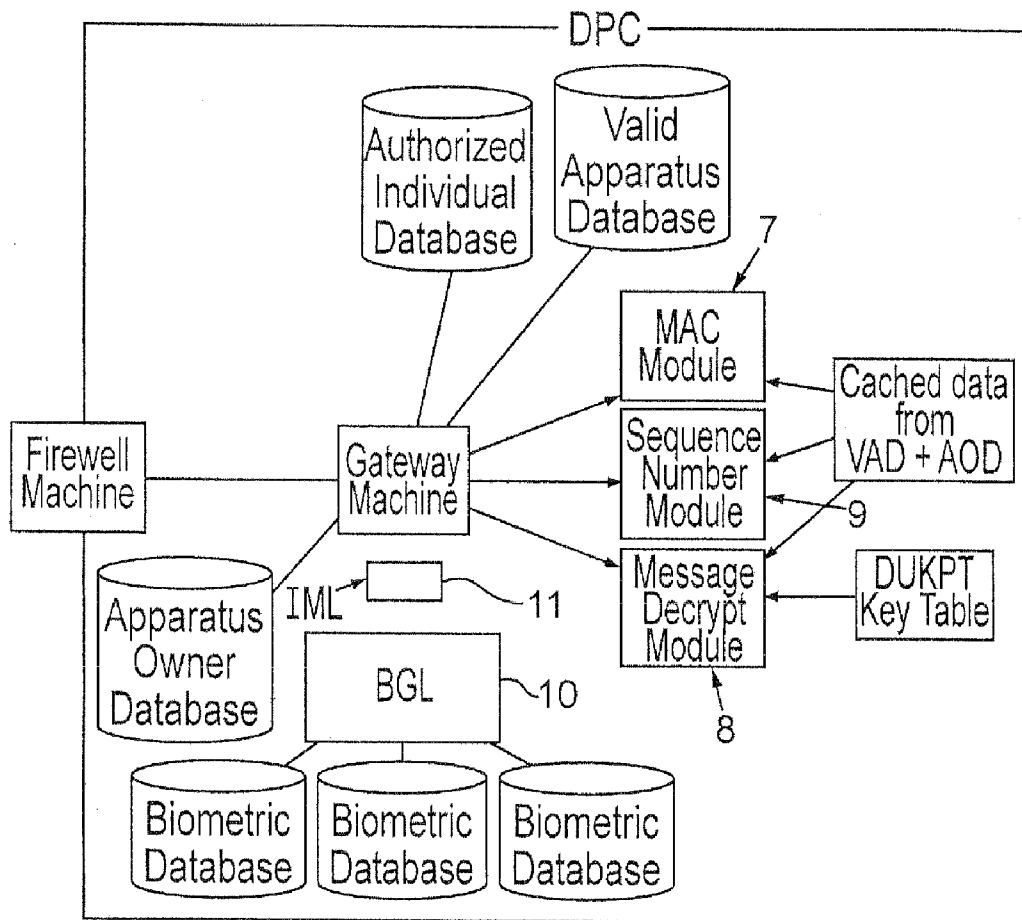 DPC
Authorized
Individual
Database
Valid
Apparatus
Database
7
MAC
Module
Cached data
from
VAD + AOD
Firewell
Machine
Gateway
Machine
Sequence
Number
Module
9
Apparatus
Owner
Database
IML
11
Message
Decrypt
Module
DUKPT
Key Table
BGL
10
8
Biometric
Database
Biometric
Database
Biometric
Database